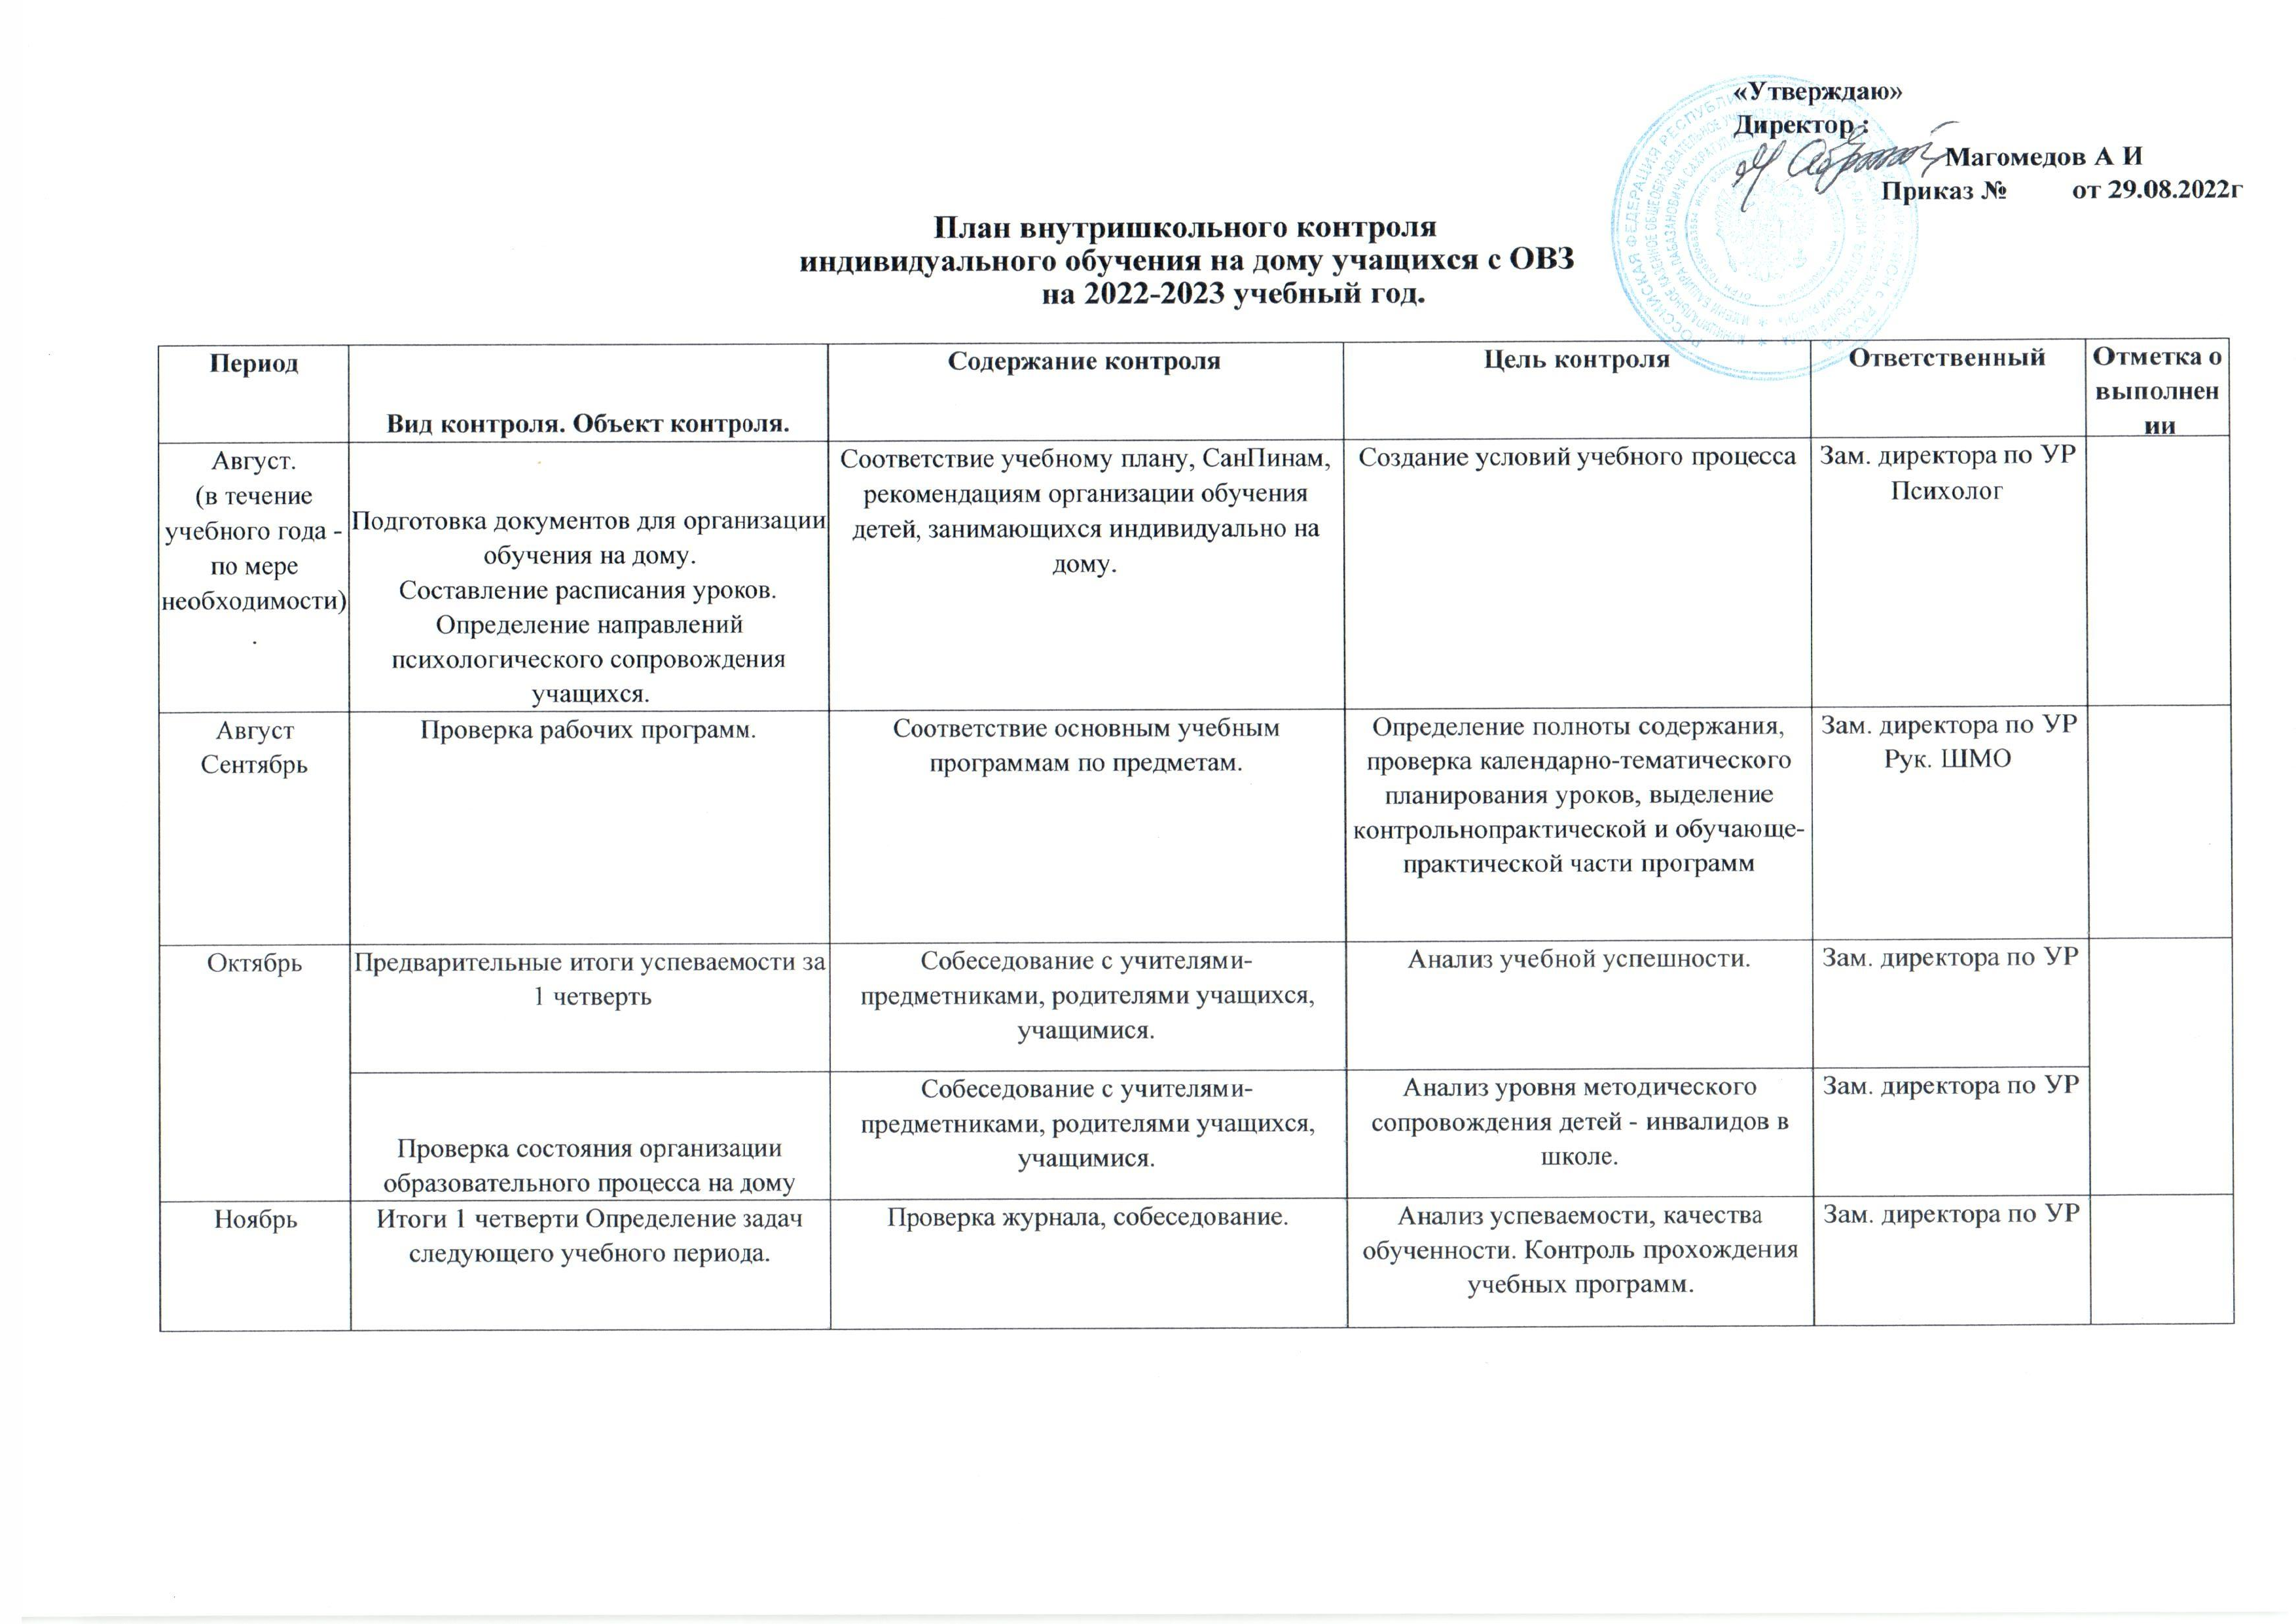 «Утверждаю»
Директор :
Магомедов А И
Приказ № от 29.08.2022г
План внутришкольного контроля
индивидуального обучения на дому учащихся с ОВЗ
на 2022-2023 учебный год.
Период
Вид контроля. Объект контроля.
Содержание контроля
Цель контроля
Ответственный
Отметка о
выполнен
ии
Август.
(в течение
учебного года -
по мере
необходимости)
.
Подготовка документов для организации
обучения на дому.
Составление расписания уроков.
Определение направлений
психологического сопровождения
учащихся.
Соответствие учебному плану, СанПинам,
рекомендациям организации обучения
детей, занимающихся индивидуально на
дому.
Создание условий учебного процесса
Зам. директора по УР
Психолог
Август
Сентябрь
Проверка рабочих программ.
Соответствие основным учебным
программам по предметам.
Определение полноты содержания,
проверка календарно-тематического
планирования уроков, выделение
контрольнопрактической и обучающе-
практической части программ
Зам. директора по УР
Рук. ШМО
Октябрь
Предварительные итоги успеваемости за
1 четверть
Собеседование с учителями-
предметниками, родителями учащихся,
учащимися.
Анализ учебной успешности.
Зам. директора по УР
Проверка состояния организации
образовательного процесса на дому
Собеседование с учителями-
предметниками, родителями учащихся,
учащимися.
Анализ уровня методического
сопровождения детей - инвалидов в
школе.
Зам. директора по УР
Ноябрь
Итоги 1 четверти Определение задач
следующего учебного периода.
Проверка журнала, собеседование.
Анализ успеваемости, качества
обученности. Контроль прохождения
учебных программ.
Зам. директора по УР
РОССИЙСКАЯ ФЕДЕРАЦИЯ